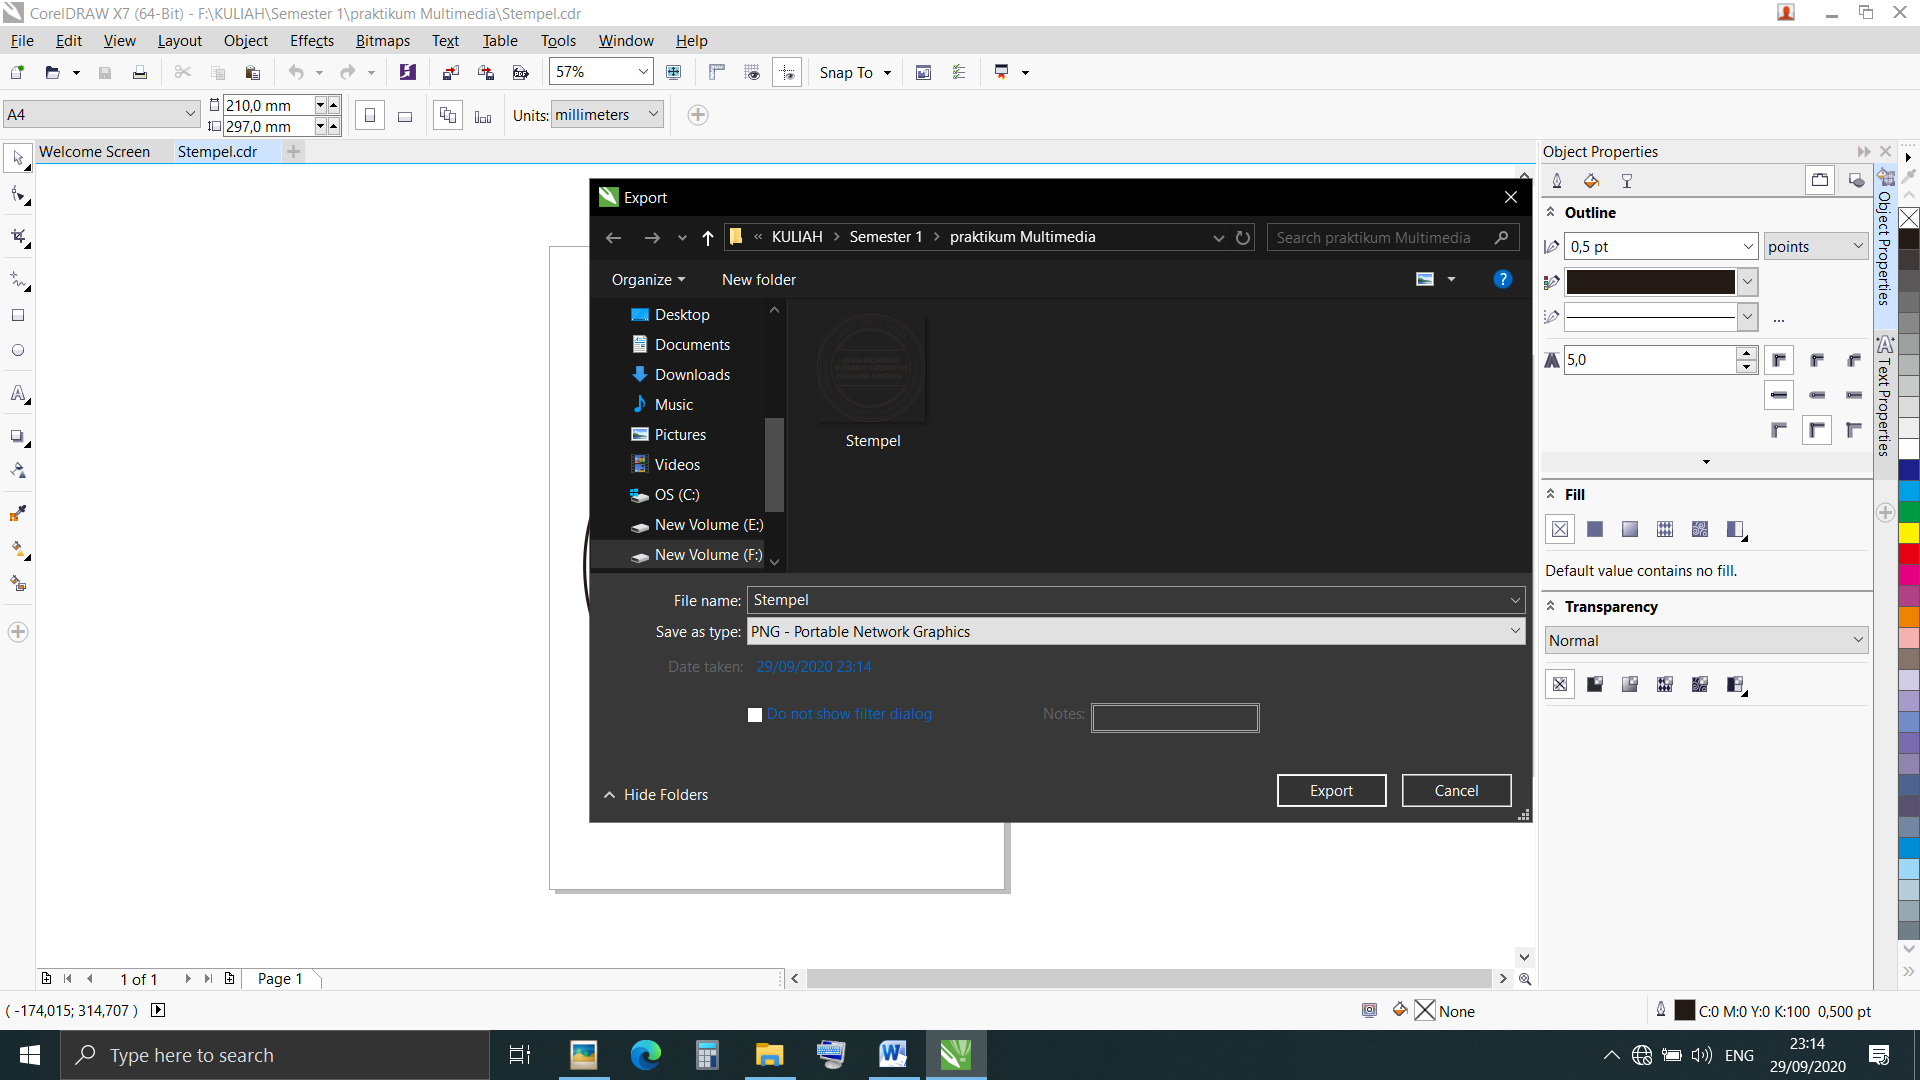 CorelDRAW X7 (64-Bit) - F:\KULIAH\Semester 1\praktikum Multimedia\Stempel.cdr
File Edit View Layout Object Effects Bitmaps Text Table Tools Window Help
57% Snap To
A4 210,0 mm Units: millimeters
297,0 mm
Welcome Screen Stempel.cdr
Object Properties
Export
« KULIAH > Semester 1 > praktikum Multimedia Search praktikum Multimedia
Organize New folder ?
Desktop
Documents
Downloads
Music
Pictures
Videos
OS (C:)
New Volume (E:)
New Volume (F:)
Stempel
File name: Stempel
Save as type: PNG - Portable Network Graphics
Date taken: 29/09/2020 23:14
Do not show filter dialog Notes:
Hide Folders Export Cancel
Outline
0,5 pt points
...
5,0
Fill
Default value contains no fill.
Transparency
Normal
Object Properties
Text Properties
1 of 1 Page 1
( -174,015; 314,707 ) None C:0 M:0 Y:0 K:100 0,500 pt
Type here to search ENG 23:14
29/09/2020